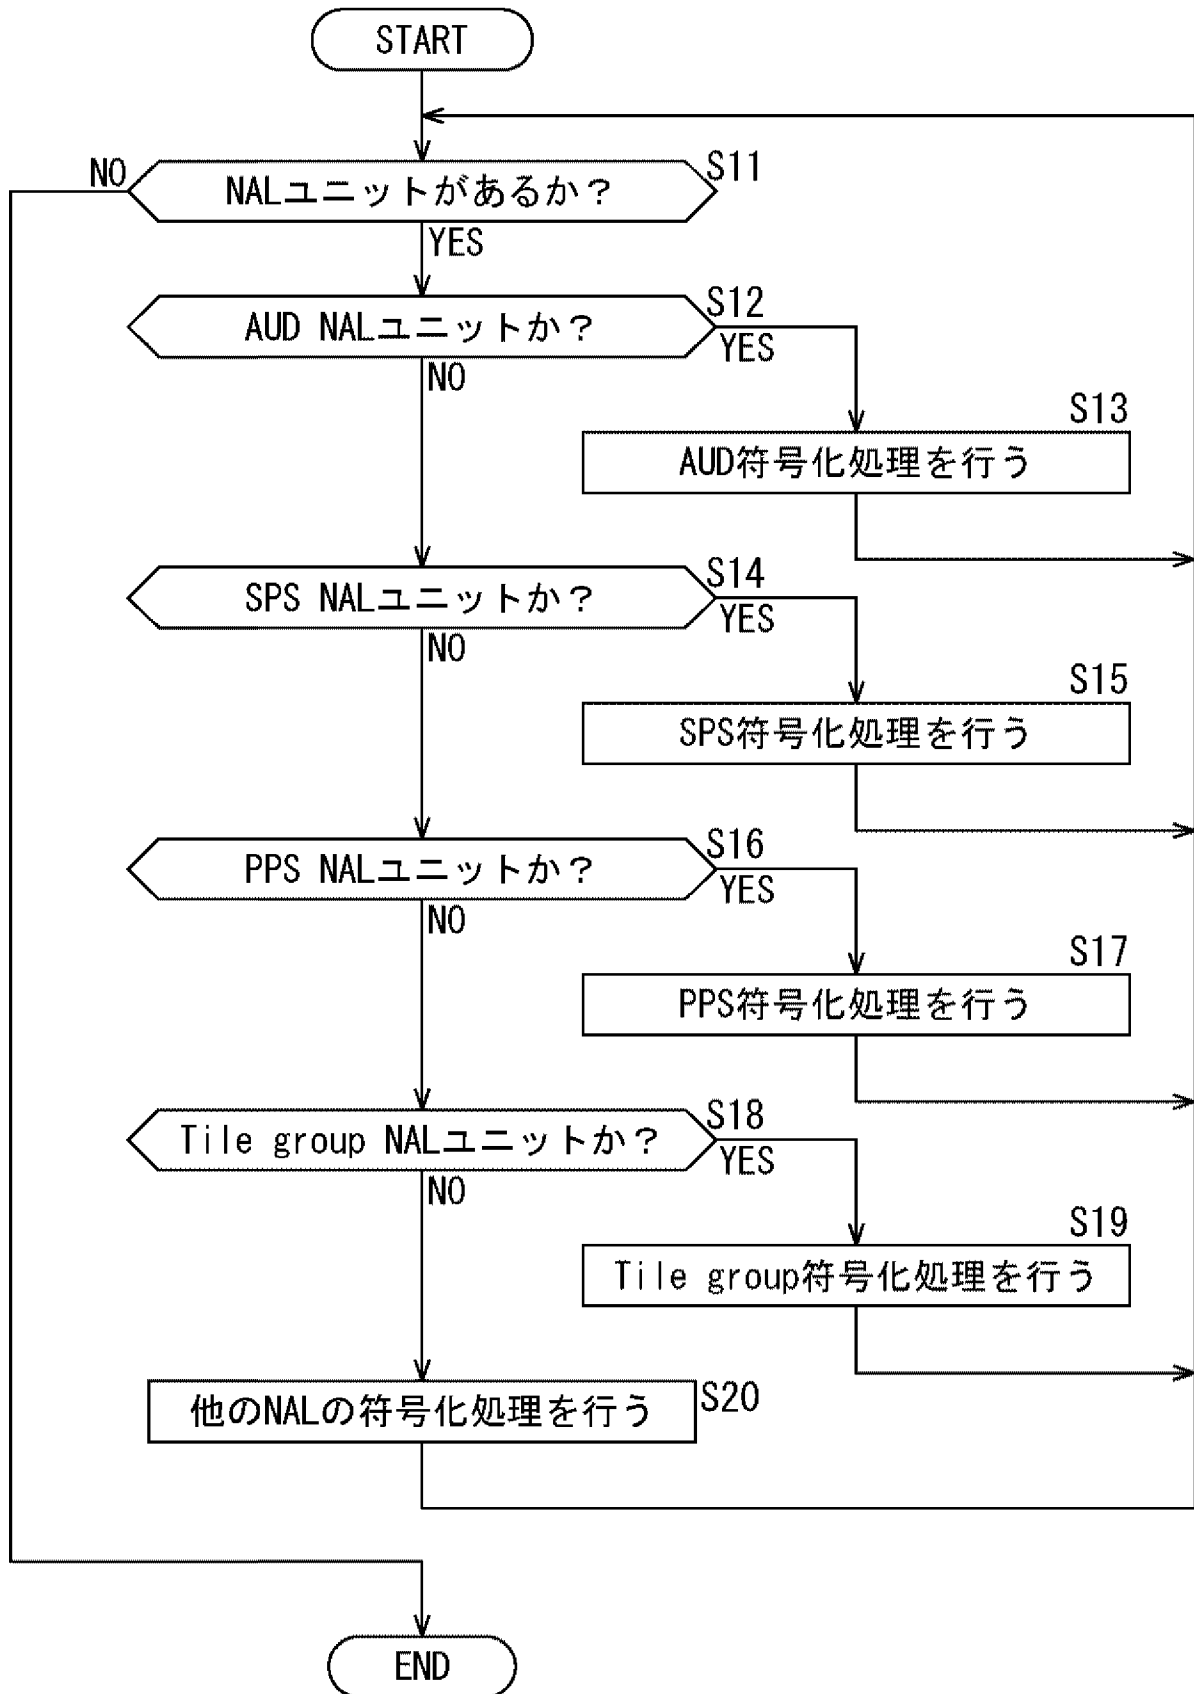 START
NO
NALユニットがあるか？
S11
YES
AUD NALユニットか？
S12
YES
NO
S13
AUD符号化処理を行う
SPS NALユニットか？
S14
YES
NO
S15
SPS符号化処理を行う
PPS NALユニットか？
S16
YES
NO
S17
PPS符号化処理を行う
Tile group NALユニットか？
S18
YES
NO
S19
Tile group符号化処理を行う
他のNALの符号化処理を行う
S20
END